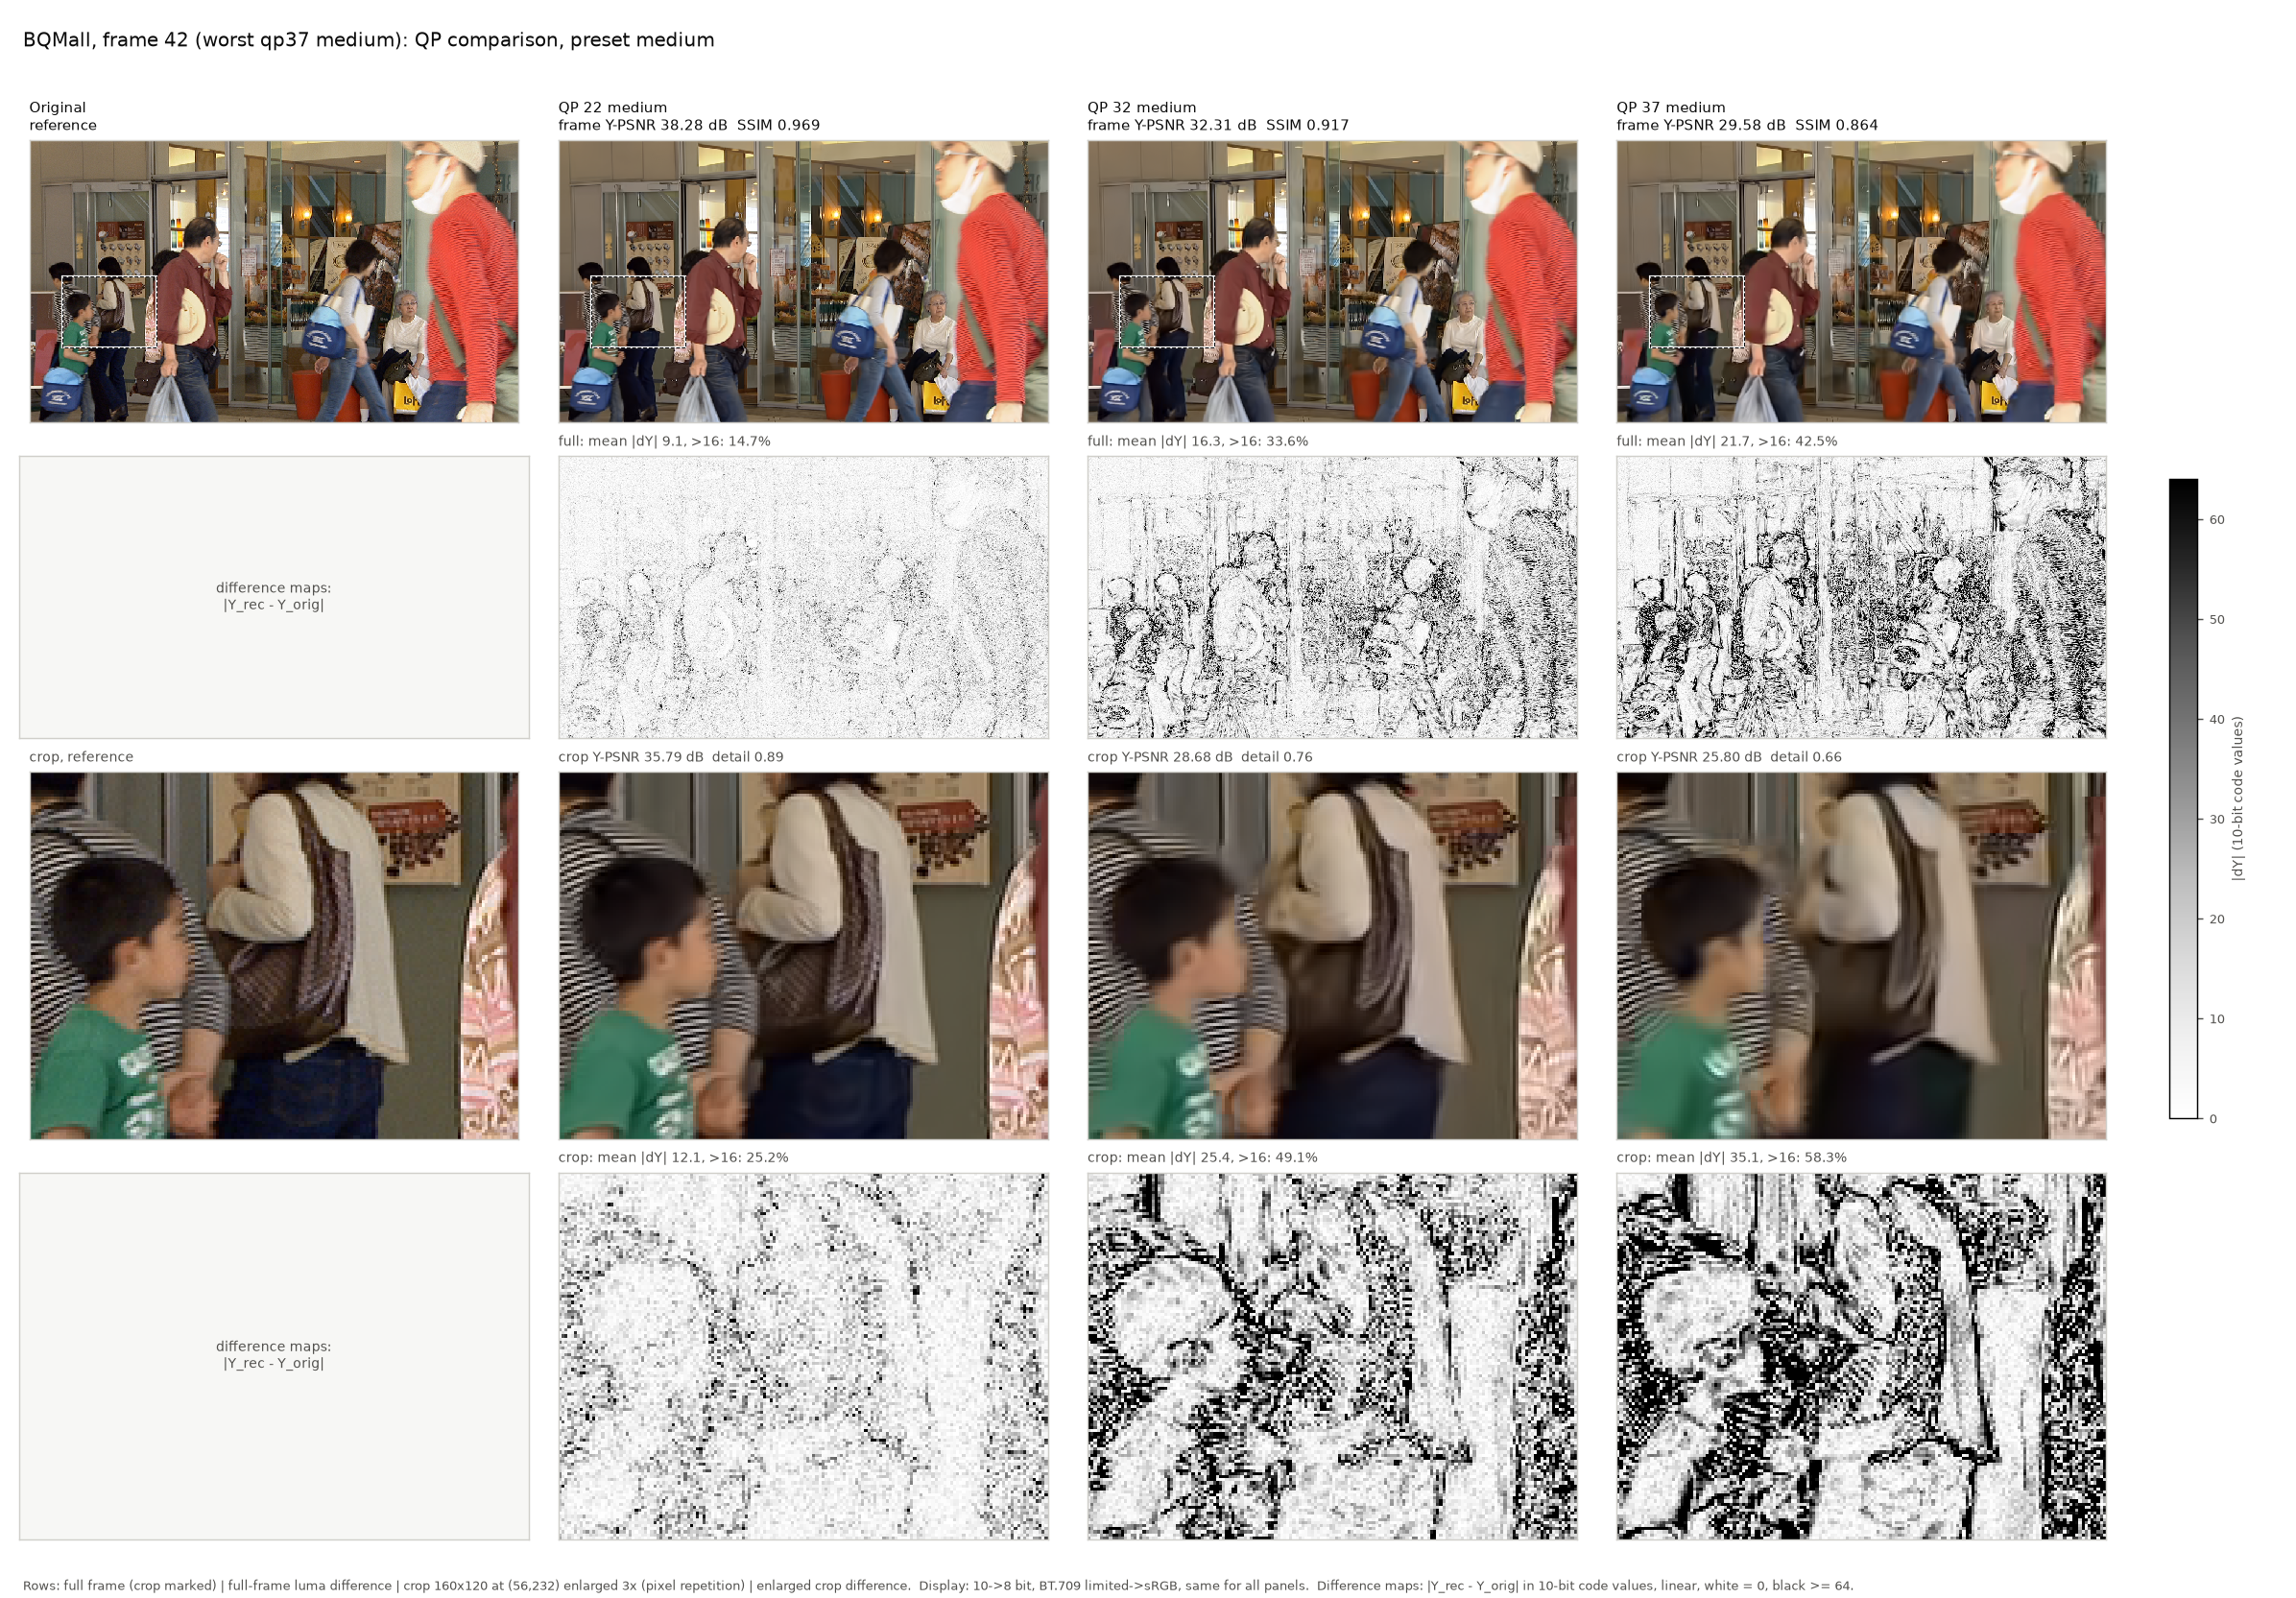 BQMall, frame 42 (worst qp37 medium): QP comparison, preset medium
Original
reference
QP 22 medium
frame Y-PSNR 38.28 dB  SSIM 0.969
QP 32 medium
frame Y-PSNR 32.31 dB  SSIM 0.917
QP 37 medium
frame Y-PSNR 29.58 dB  SSIM 0.864
full: mean |dY| 9.1, >16: 14.7%
full: mean |dY| 16.3, >16: 33.6%
full: mean |dY| 21.7, >16: 42.5%
difference maps:
|Y_rec - Y_orig|
crop, reference
crop Y-PSNR 35.79 dB  detail 0.89
crop Y-PSNR 28.68 dB  detail 0.76
crop Y-PSNR 25.80 dB  detail 0.66
crop: mean |dY| 12.1, >16: 25.2%
crop: mean |dY| 25.4, >16: 49.1%
crop: mean |dY| 35.1, >16: 58.3%
difference maps:
|Y_rec - Y_orig|
60
50
40
30
20
10
0
|dY| (10-bit code values)
Rows: full frame (crop marked) | full-frame luma difference | crop 160x120 at (56,232) enlarged 3x (pixel repetition) | enlarged crop difference.  Display: 10->8 bit, BT.709 limited->sRGB, same for all panels.  Difference maps: |Y_rec - Y_orig| in 10-bit code values, linear, white = 0, black >= 64.